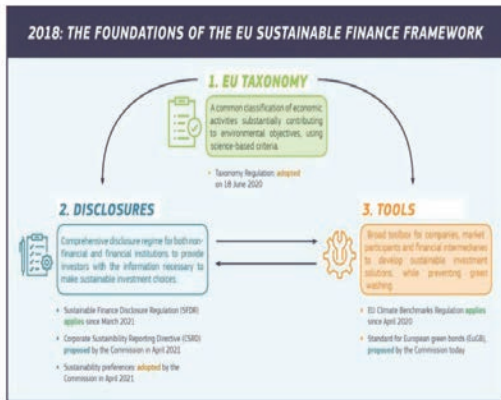 2018: THE FOUNDATIONS OF THE EU SUSTAINABLE FINANCE FRAMEWORK
1. EU TAXONOMY
A common classification of economic
activities substantially contributing
to environmental objectives, using
science-based criteria.
Taxonomy Regulation: adopted
on 18 June 2020
2. DISCLOSURES
Comprehensive disclosure regime for both non-
financial and financial institutions to provide
investors with the information necessary to
make sustainable investment choices.
Sustainable Finance Disclosure Regulation (SFDR)
applies since March 2021
Corporate Sustainability Reporting Directive (CSRD)
proposed by the Commission in April 2021
Sustainability preferences: adopted by the
Commission in April 2021
3. TOOLS
Broad toolbox for companies, market
participants and financial intermediaries
to develop sustainable investment
solutions, while preventing green
washing.
EU Climate Benchmarks Regulation applies
since April 2020
Standard for European green bonds (EuGB),
proposed by the Commission today